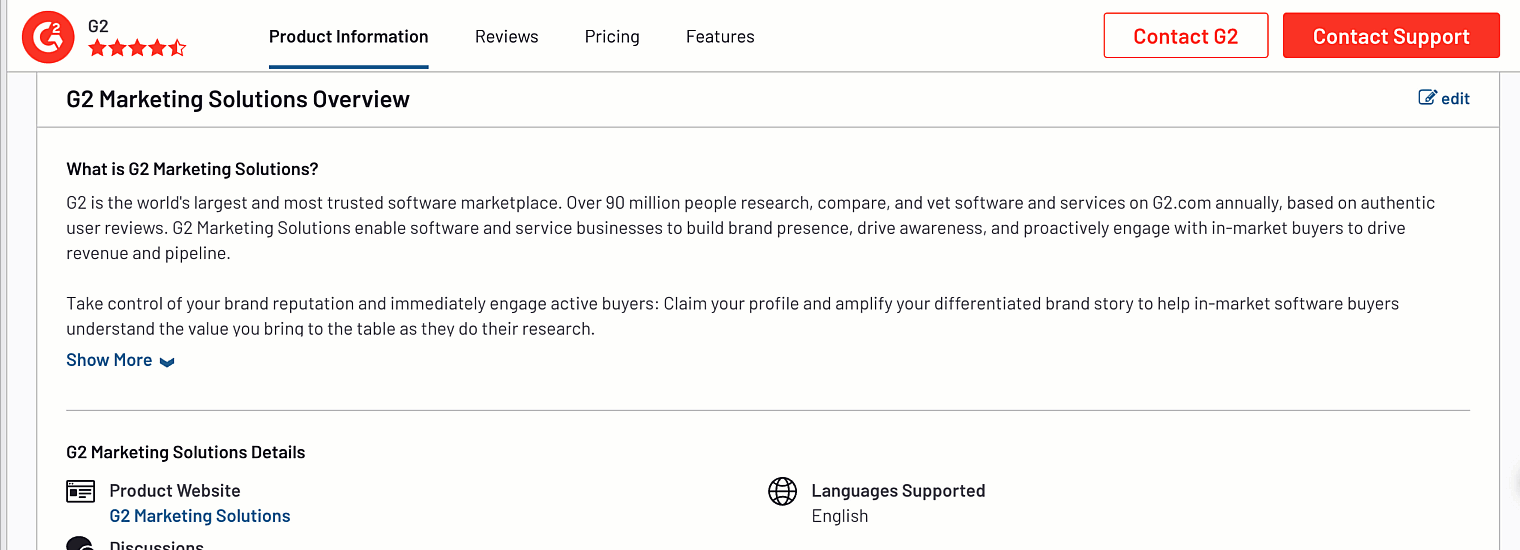 G2
Product Information
Reviews
Pricing
Features
Contact G2
Contact Support
G2 Marketing Solutions Overview
edit
What is G2 Marketing Solutions?
G2 is the world's largest and most trusted software marketplace. Over 90 million people research, compare, and vet software and services on G2.com annually, based on authentic
user reviews. G2 Marketing Solutions enable software and service businesses to build brand presence, drive awareness, and proactively engage with in-market buyers to drive
revenue and pipeline.
Take control of your brand reputation and immediately engage active buyers: Claim your profile and amplify your differentiated brand story to help in-market software buyers
understand the value you bring to the table as they do their research.
Show More
G2 Marketing Solutions Details
Product Website
G2 Marketing Solutions
Languages Supported
English
Discussions